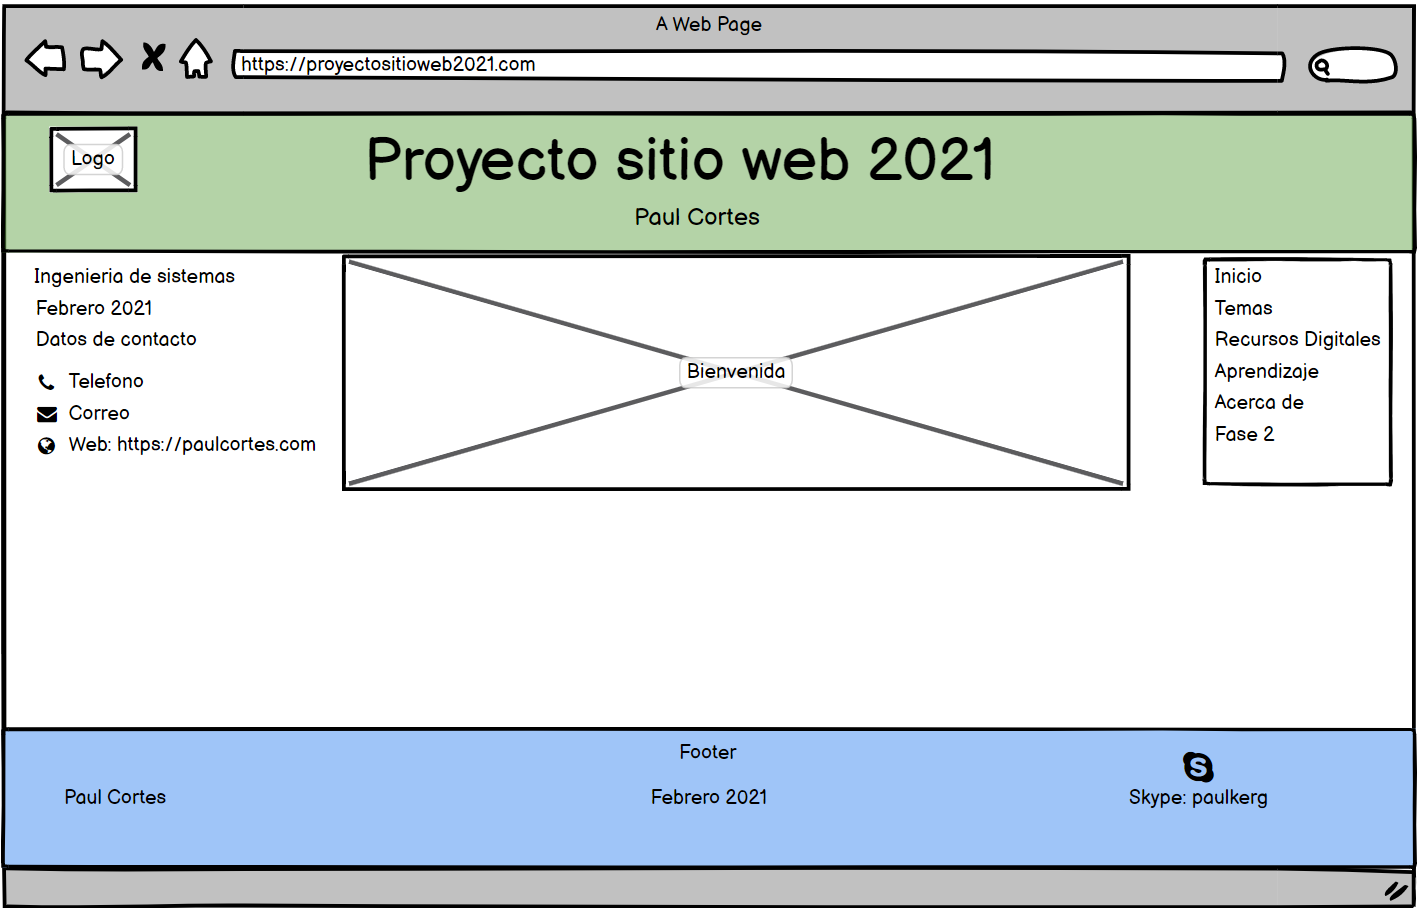 A Web Page
https://proyectositioweb2021.com
Logo
Proyecto sitio web 2021
Paul Cortes
Ingenieria de sistemas
Febrero 2021
Datos de contacto
Telefono
Correo
Web: https://paulcortes.com
Bienvenida
Inicio
Temas
Recursos Digitales
Aprendizaje
Acerca de
Fase 2
Footer
Paul Cortes
Febrero 2021
Skype: paulkerg